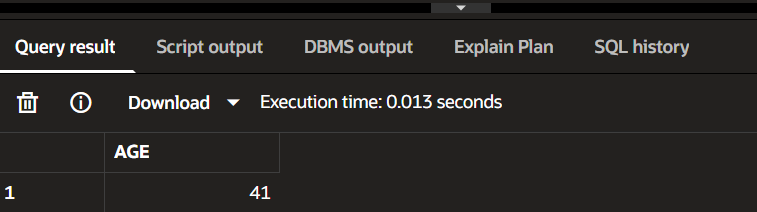 Query result Script output DBMS output Explain Plan SQL history
Download Execution time: 0.013 seconds
AGE
1 41